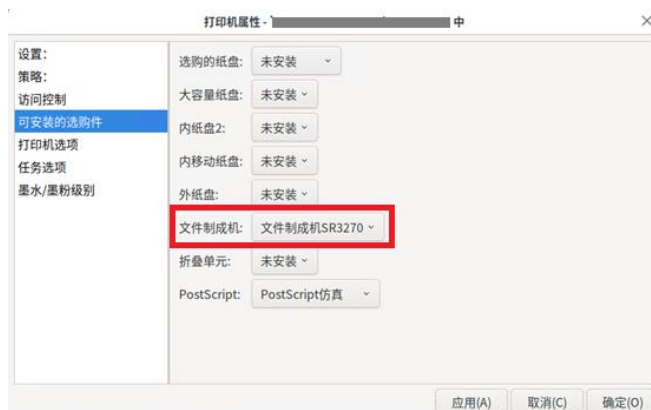 打印机属性 - 中
设置:
策略:
访问控制
可安装的选购件
打印机选项
任务选项
墨水/墨粉级别
选购的纸盘: 未安装
大容量纸盘: 未安装
内纸盘2: 未安装
内移动纸盘: 未安装
外纸盘: 未安装
文件制成机: 文件制成机SR3270
折叠单元: 未安装
PostScript: PostScript仿真
应用(A) 取消(C) 确定(O)